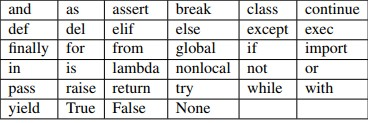 and as assert break class continue
def del elif else except exec
finally for from global if import
in is lambda nonlocal not or
pass raise return try while with
yield True False None